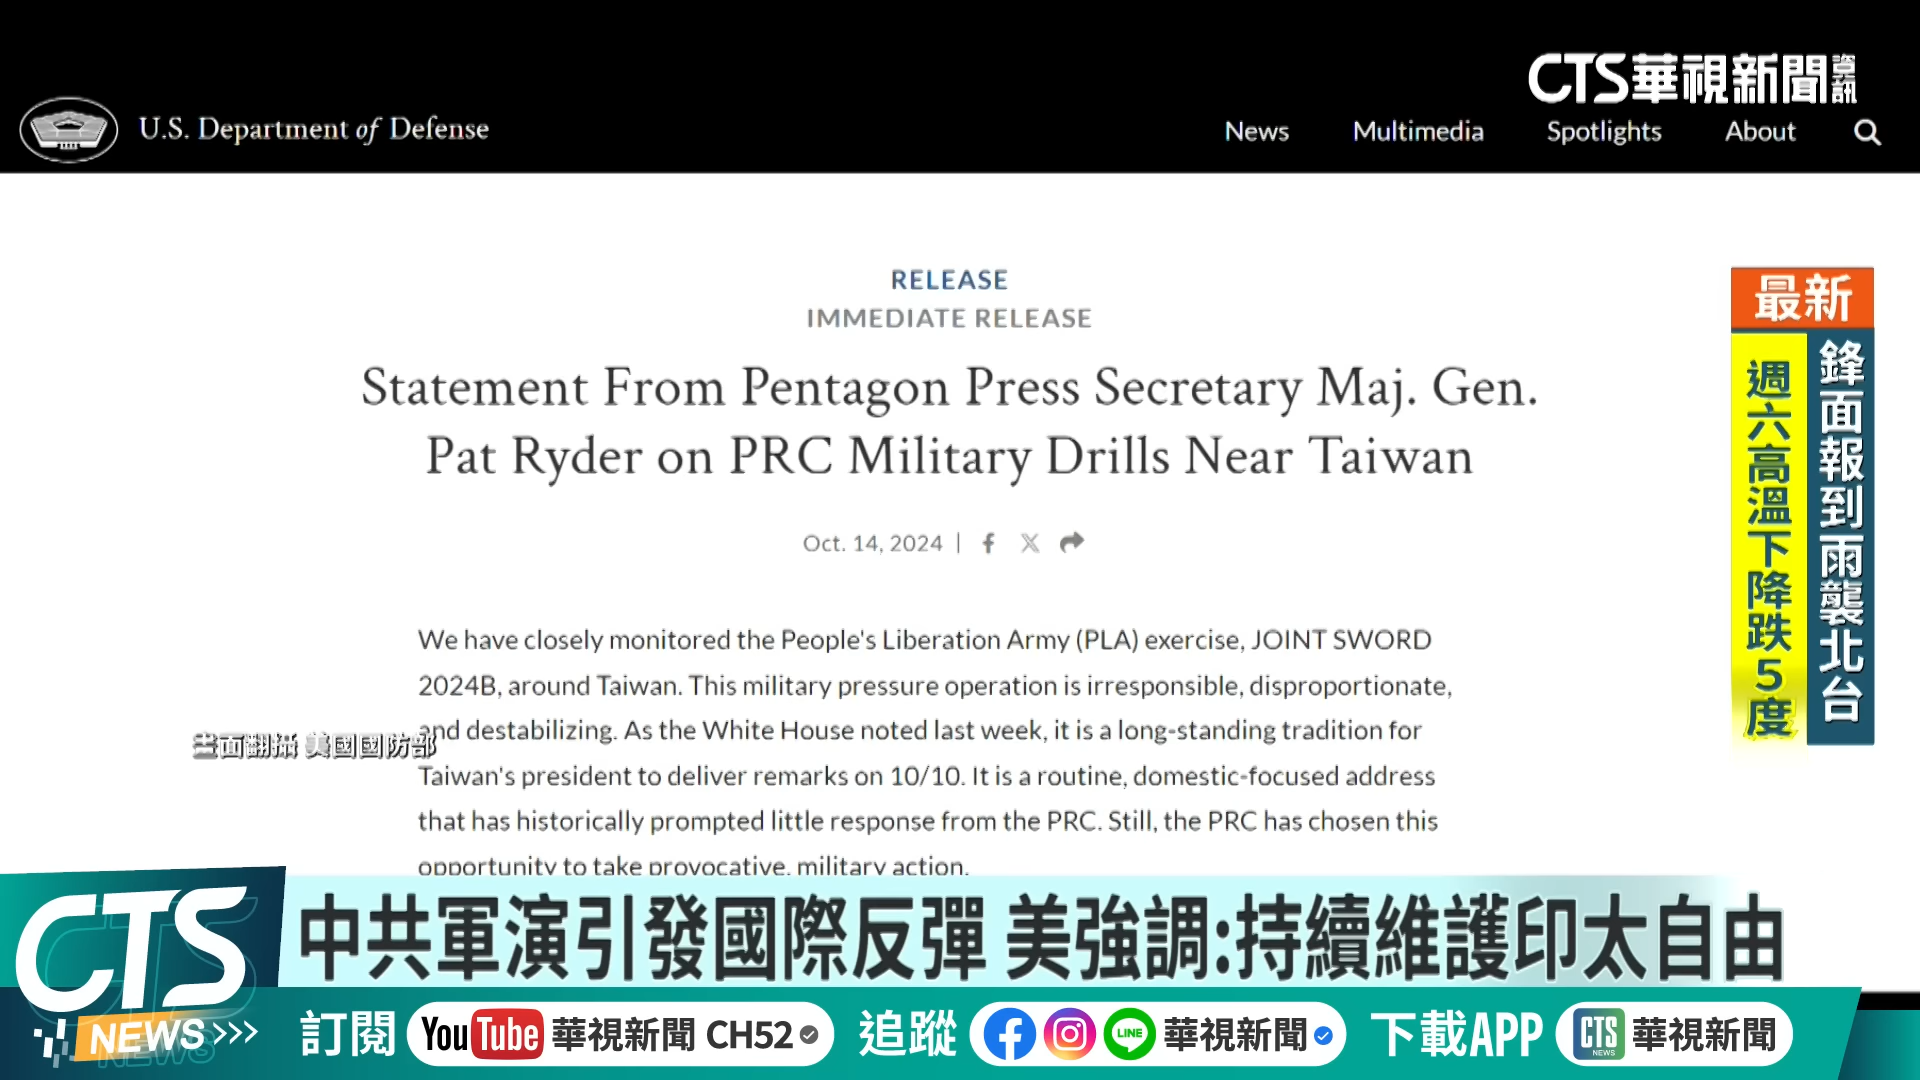 CTS華視新聞資訊
U.S. Department of Defense
News
Multimedia
Spotlights
About
RELEASE
IMMEDIATE RELEASE
Statement From Pentagon Press Secretary Maj. Gen.
Pat Ryder on PRC Military Drills Near Taiwan
Oct. 14, 2024
We have closely monitored the People's Liberation Army (PLA) exercise, JOINT SWORD
2024B, around Taiwan. This military pressure operation is irresponsible, disproportionate,
and destabilizing. As the White House noted last week, it is a long-standing tradition for
Taiwan's president to deliver remarks on 10/10. It is a routine, domestic-focused address
that has historically prompted little response from the PRC. Still, the PRC has chosen this
opportunity to take provocative, military action.
畫面翻攝 美國國防部
最新
鋒面報到雨襲北台
週六高溫下降跌5度
中共軍演引發國際反彈 美強調:持續維護印太自由
CTS
NEWS
訂閱 YouTube 華視新聞 CH52 追蹤 LINE 華視新聞 下載APP CTS NEWS 華視新聞